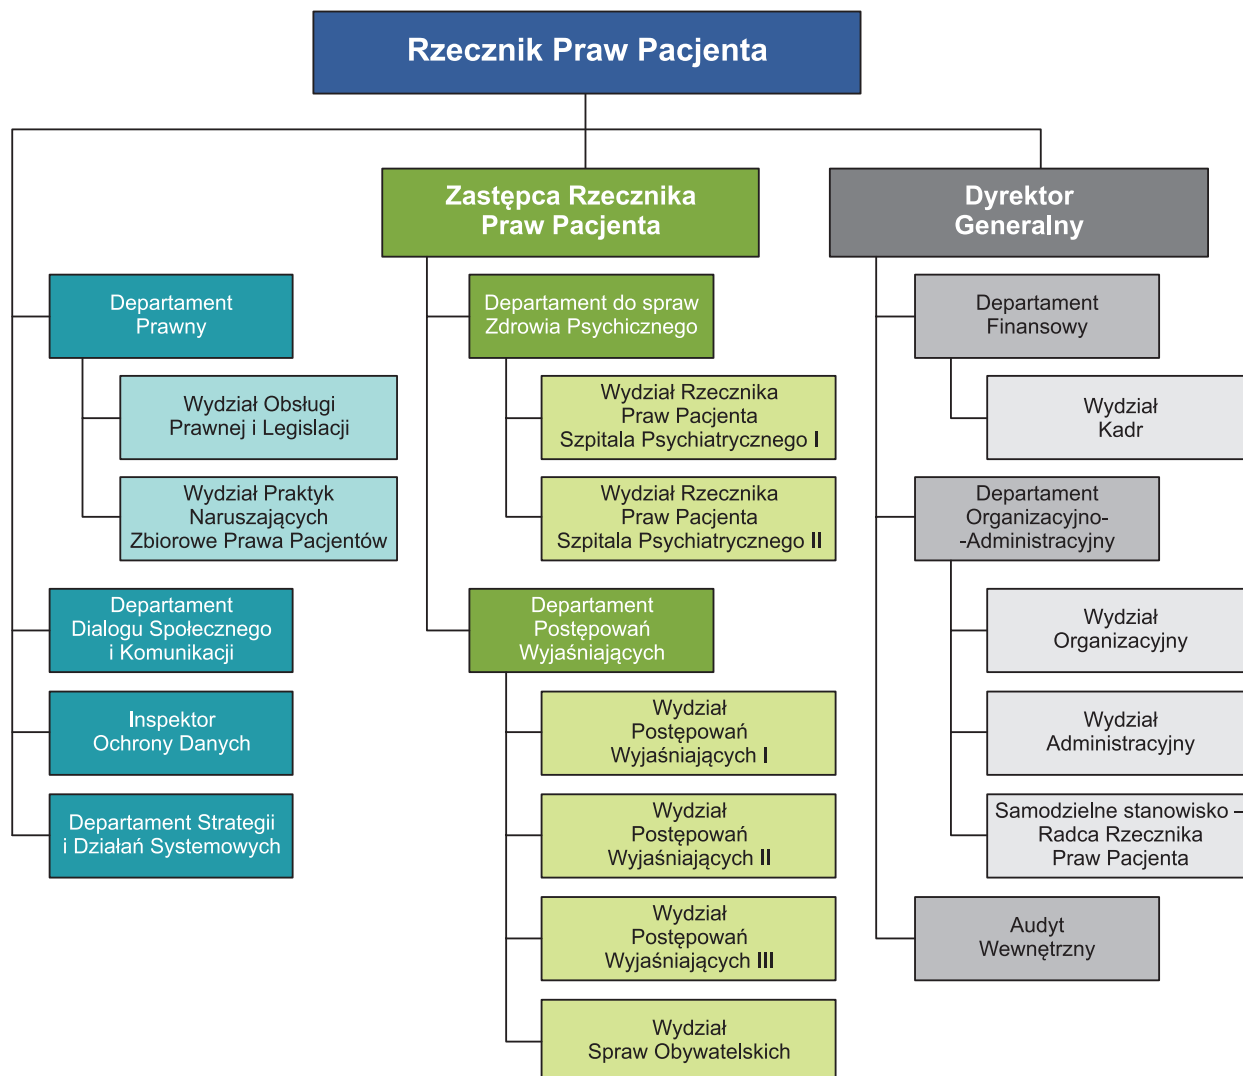 Rzecznik Praw Pacjenta
Departament
Prawny
Wydział Obsługi
Prawnej i Legislacji
Wydział Praktyk
Naruszających
Zbiorowe Prawa Pacjentów
Departament
Dialogu Społecznego
i Komunikacji
Inspektor
Ochrony Danych
Departament Strategii
i Działań Systemowych
Zastępca Rzecznika
Praw Pacjenta
Departament do spraw
Zdrowia Psychicznego
Wydział Rzecznika
Praw Pacjenta
Szpitala Psychiatrycznego I
Wydział Rzecznika
Praw Pacjenta
Szpitala Psychiatrycznego II
Departament
Postępowań
Wyjaśniających
Wydział
Postępowań
Wyjaśniających I
Wydział
Postępowań
Wyjaśniających II
Wydział
Postępowań
Wyjaśniających III
Wydział
Spraw Obywatelskich
Dyrektor
Generalny
Departament
Finansowy
Wydział
Kadr
Departament
Organizacyjno-
-Administracyjny
Wydział
Organizacyjny
Wydział
Administracyjny
Samodzielne stanowisko –
Radca Rzecznika
Praw Pacjenta
Audyt
Wewnętrzny